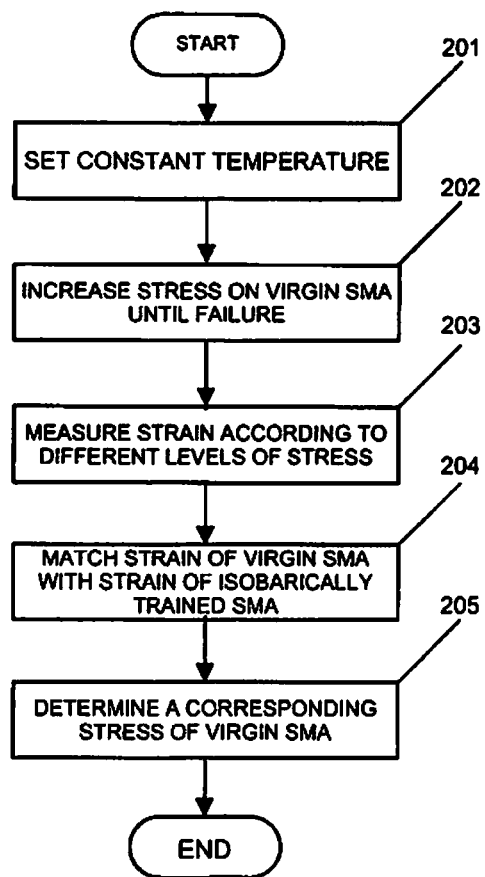 START
201
SET CONSTANT TEMPERATURE
202
INCREASE STRESS ON VIRGIN SMA
UNTIL FAILURE
203
MEASURE STRAIN ACCORDING TO
DIFFERENT LEVELS OF STRESS
204
MATCH STRAIN OF VIRGIN SMA
WITH STRAIN OF ISOBARICALLY
TRAINED SMA
205
DETERMINE A CORRESPONDING
STRESS OF VIRGIN SMA
END